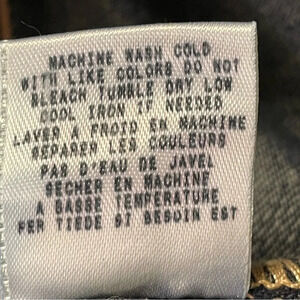 MACHINE WASH COLD
WITH LIKE COLORS DO NOT
BLEACH TUMBLE DRY LOW
COOL IRON IF NEEDED
LAVER A FROID EN MACHINE
SEPARER LES COULEURS
PAS D'EAU DE JAVEL
SECHER EN MACHINE
A BASSE TEMPERATURE
FER TIEDE SI BESOIN EST